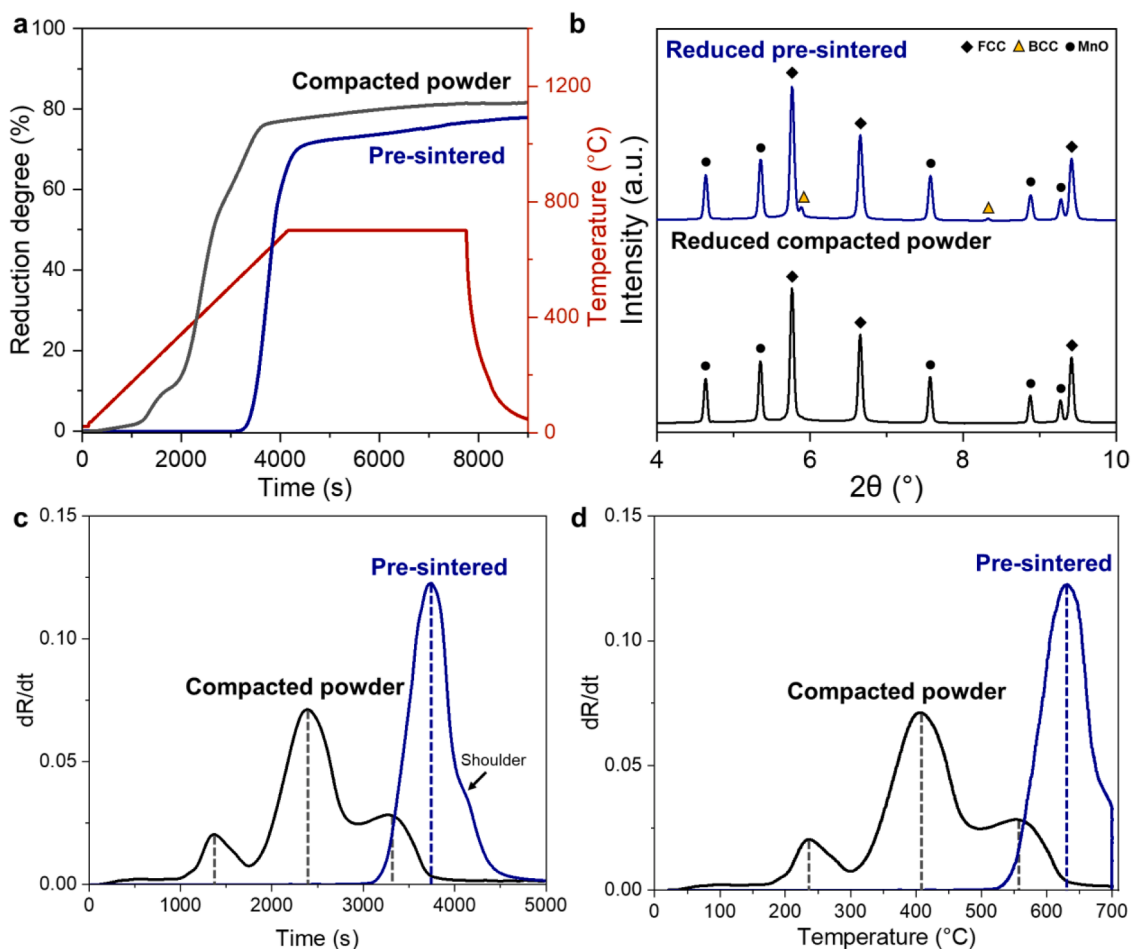 a
Reduction degree (%)
100
80
60
40
20
0
Compacted powder
Pre-sintered
1200
800
400
0
Temperature (°C)
0 2000 4000 6000 8000
Time (s)
b
Reduced pre-sintered
◆ FCC ▲ BCC ● MnO
Reduced compacted powder
Intensity (a.u.)
4 6 8 10
2θ (°)
c
dR/dt
0.15
0.10
0.05
0.00
Pre-sintered
Compacted powder
Shoulder
0 1000 2000 3000 4000 5000
Time (s)
d
dR/dt
0.15
0.10
0.05
0.00
Pre-sintered
Compacted powder
0 100 200 300 400 500 600 700
Temperature (°C)